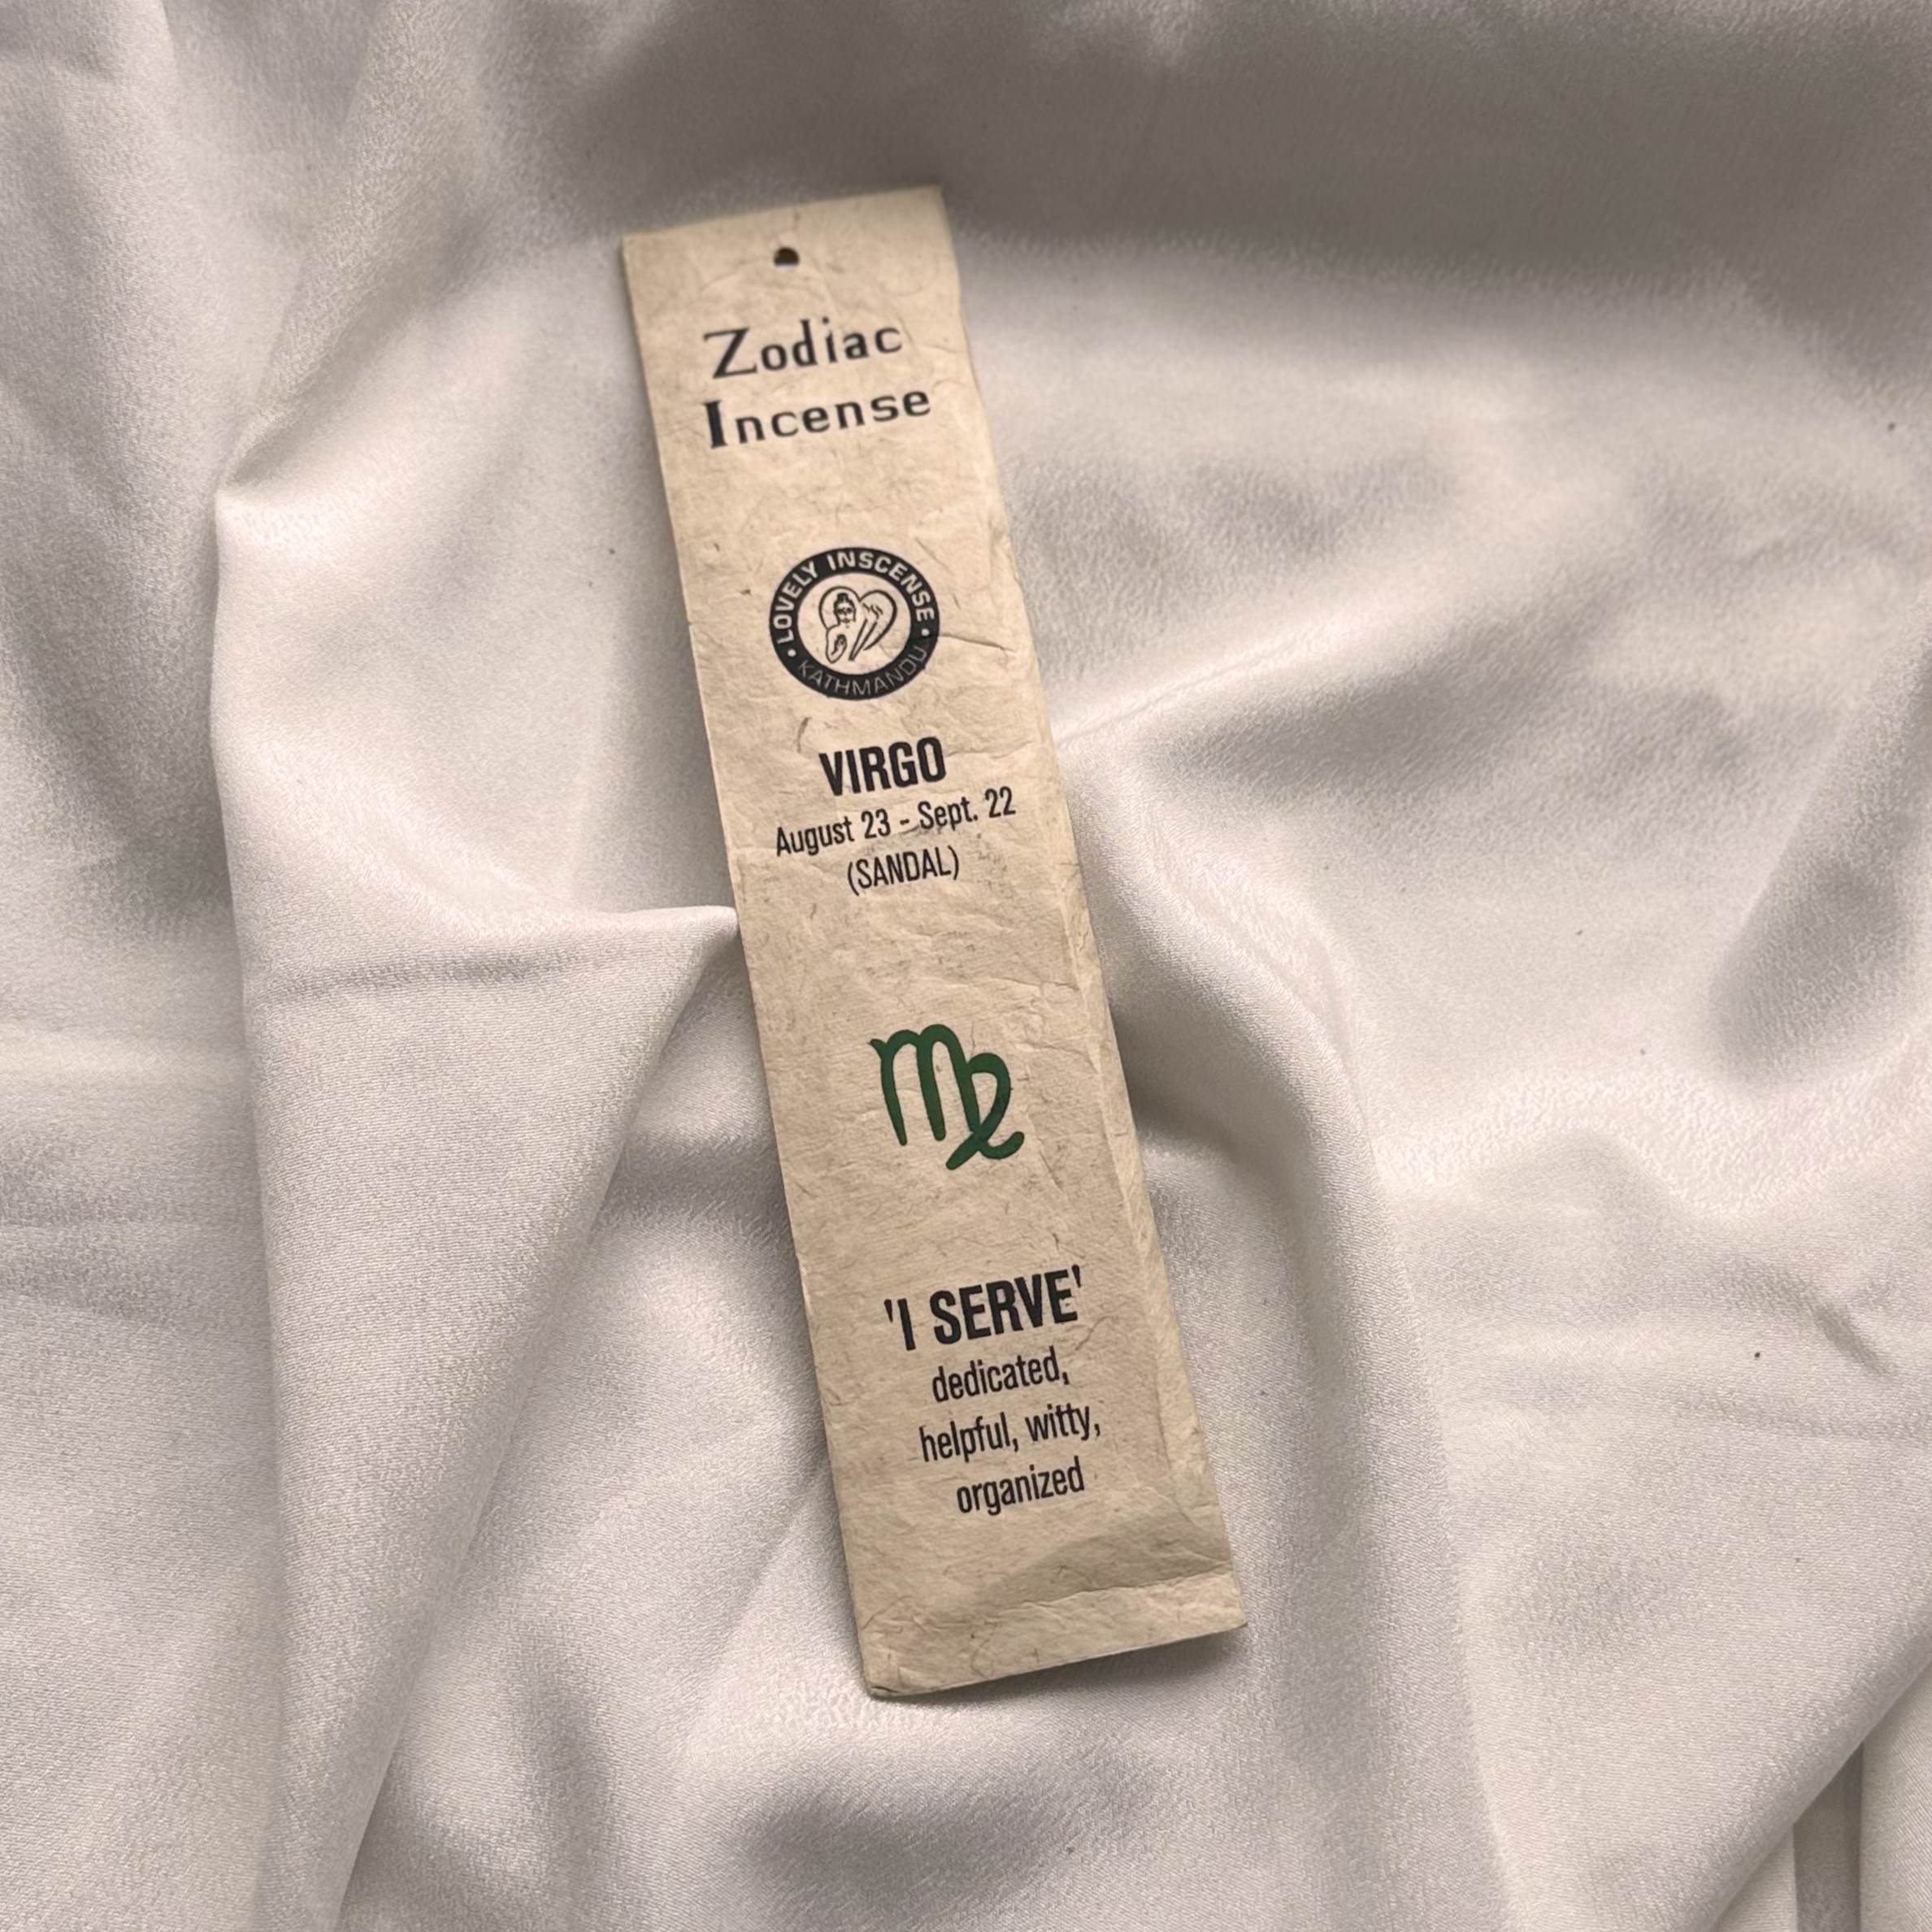 Zodiac
Incense
• LOVELY INSCENSE •
KATHMANDU
VIRGO
August 23 - Sept. 22
(SANDAL)
'I SERVE'
dedicated,
helpful, witty,
organized